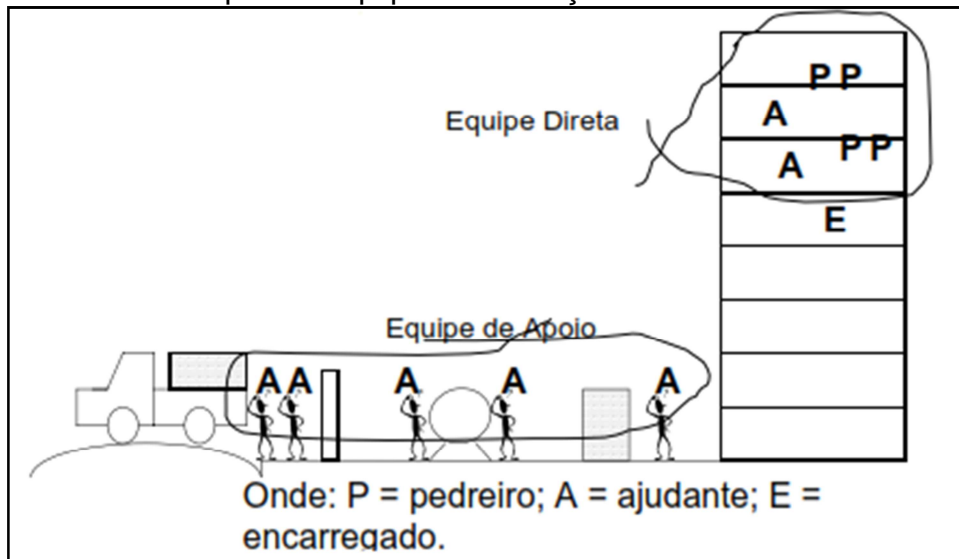 P P
Equipe Direta
A
P P
A
E
Equipe de Apoio
A A A A A
Onde: P = pedreiro; A = ajudante; E =
encarregado.